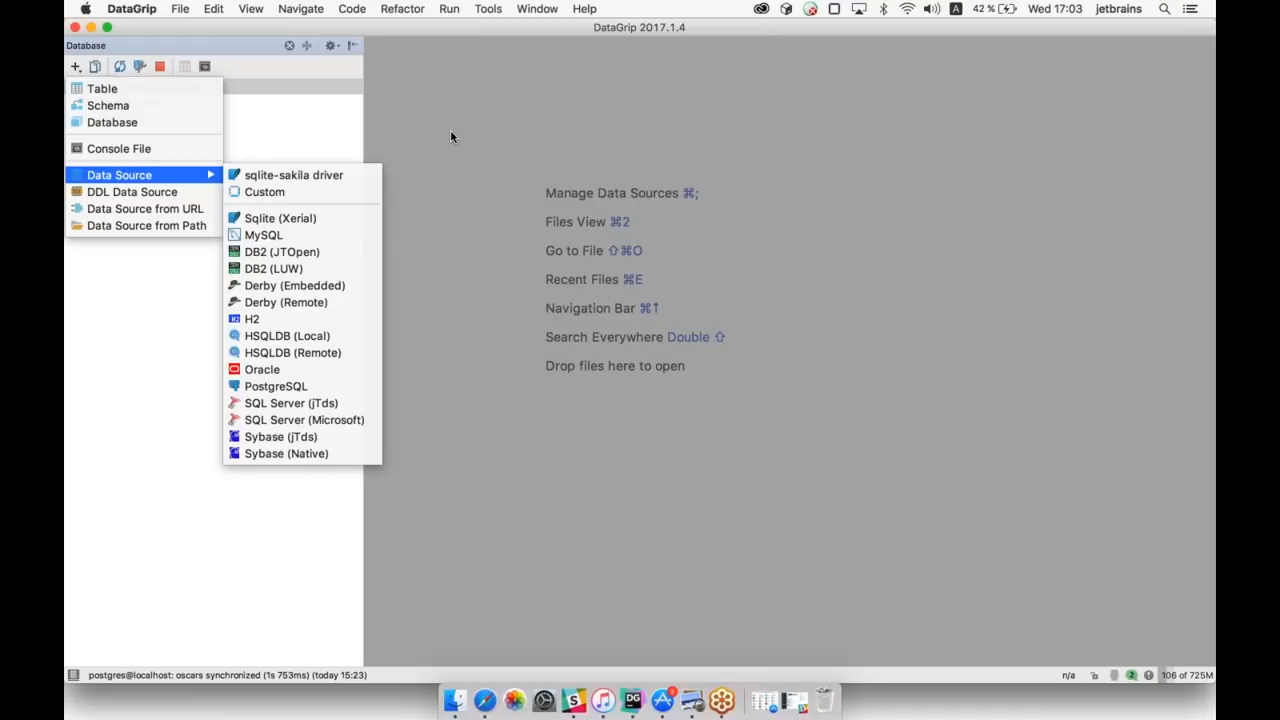 DataGrip File Edit View Navigate Code Refactor Run Tools Window Help A 42 % Wed 17:03 jetbrains
DataGrip 2017.1.4
Database
Table
Schema
Database
Console File
Data Source
DDL Data Source
Data Source from URL
Data Source from Path
sqlite-sakila driver
Custom
Sqlite (Xerial)
MySQL
DB2 (JTOpen)
DB2 (LUW)
Derby (Embedded)
Derby (Remote)
H2
HSQLDB (Local)
HSQLDB (Remote)
Oracle
PostgreSQL
SQL Server (jTds)
SQL Server (Microsoft)
Sybase (jTds)
Sybase (Native)
Manage Data Sources ⌘;
Files View ⌘2
Go to File ⇧⌘O
Recent Files ⌘E
Navigation Bar ⌘↑
Search Everywhere Double ⇧
Drop files here to open
postgres@localhost: oscars synchronized (1s 753ms) (today 15:23) n/a 2 106 of 725M
DG